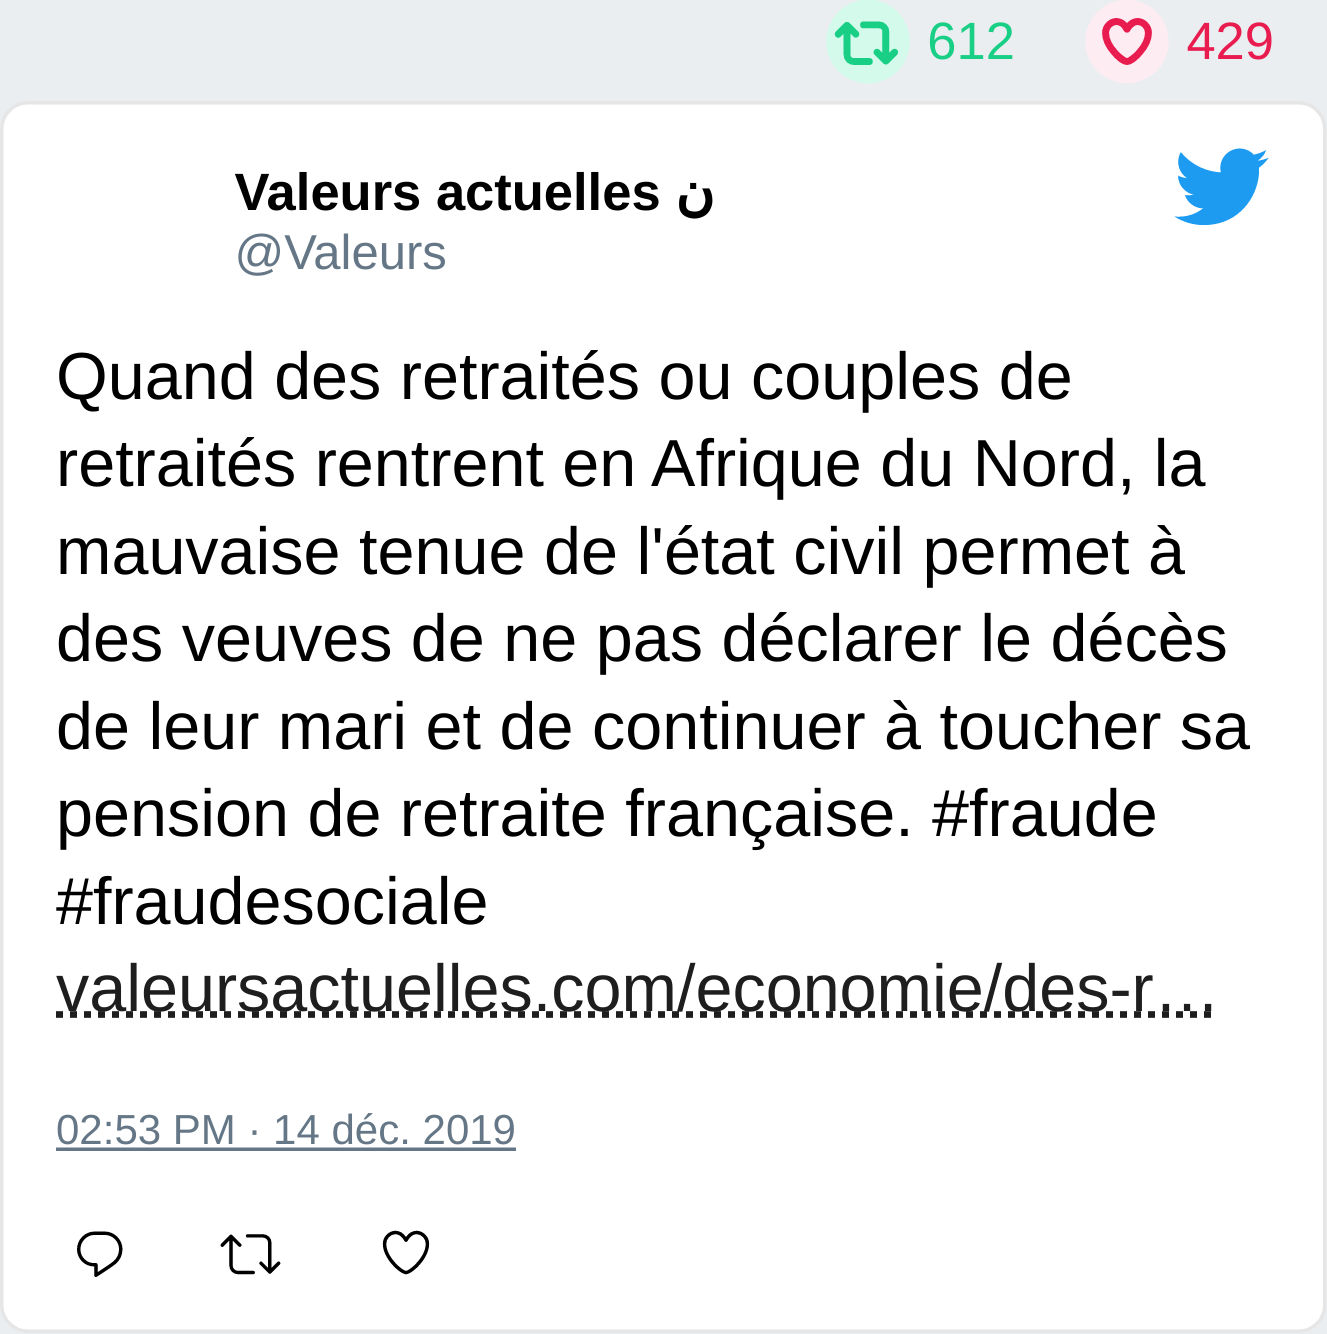 612 429
Valeurs actuelles ن
@Valeurs
Quand des retraités ou couples de
retraités rentrent en Afrique du Nord, la
mauvaise tenue de l'état civil permet à
des veuves de ne pas déclarer le décès
de leur mari et de continuer à toucher sa
pension de retraite française. #fraude
#fraudesociale
valeursactuelles.com/economie/des-r…
02:53 PM · 14 déc. 2019